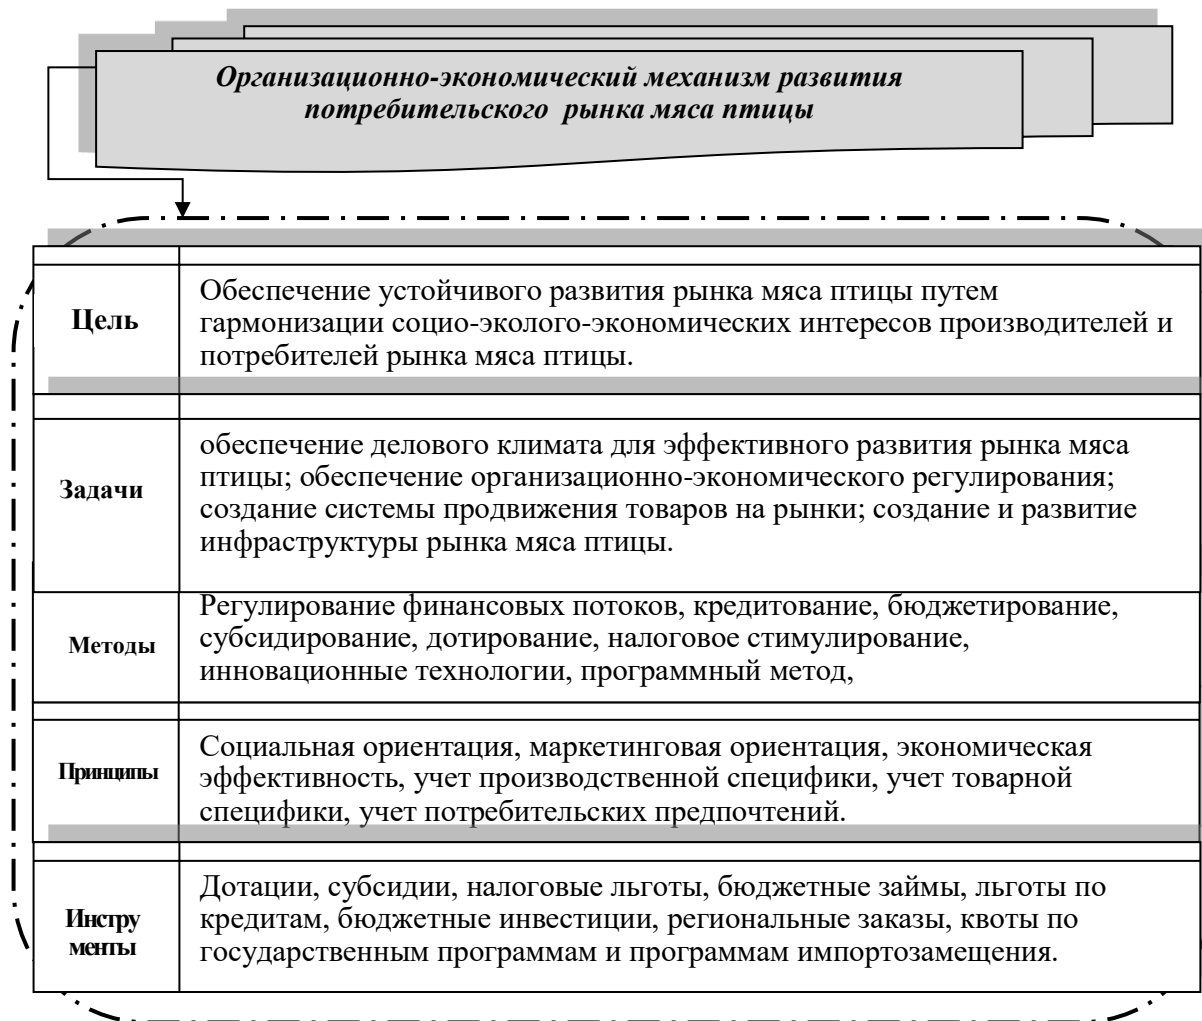 Организационно-экономический механизм развития
потребительского рынка мяса птицы
Цель
Обеспечение устойчивого развития рынка мяса птицы путем
гармонизации социо-эколого-экономических интересов производителей и
потребителей рынка мяса птицы.
Задачи
обеспечение делового климата для эффективного развития рынка мяса
птицы; обеспечение организационно-экономического регулирования;
создание системы продвижения товаров на рынки; создание и развитие
инфраструктуры рынка мяса птицы.
Методы
Регулирование финансовых потоков, кредитование, бюджетирование,
субсидирование, дотирование, налоговое стимулирование,
инновационные технологии, программный метод,
Принципы
Социальная ориентация, маркетинговая ориентация, экономическая
эффективность, учет производственной специфики, учет товарной
специфики, учет потребительских предпочтений.
Инстру
менты
Дотации, субсидии, налоговые льготы, бюджетные займы, льготы по
кредитам, бюджетные инвестиции, региональные заказы, квоты по
государственным программам и программам импортозамещения.